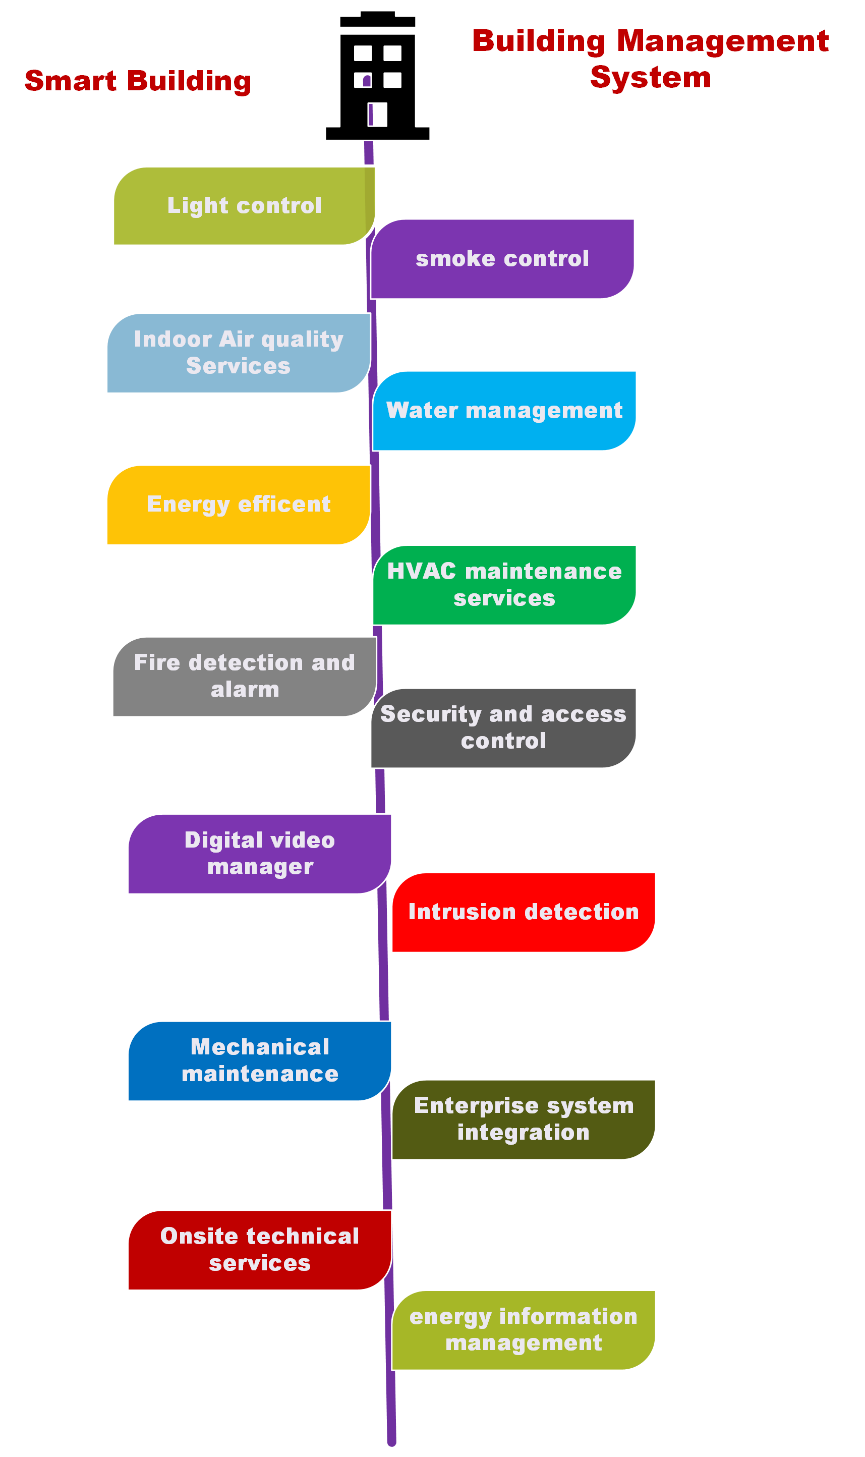 Smart Building
Building Management
System
Light control
smoke control
Indoor Air quality
Services
Water management
Energy efficent
HVAC maintenance
services
Fire detection and
alarm
Security and access
control
Digital video
manager
Intrusion detection
Mechanical
maintenance
Enterprise system
integration
Onsite technical
services
energy information
management